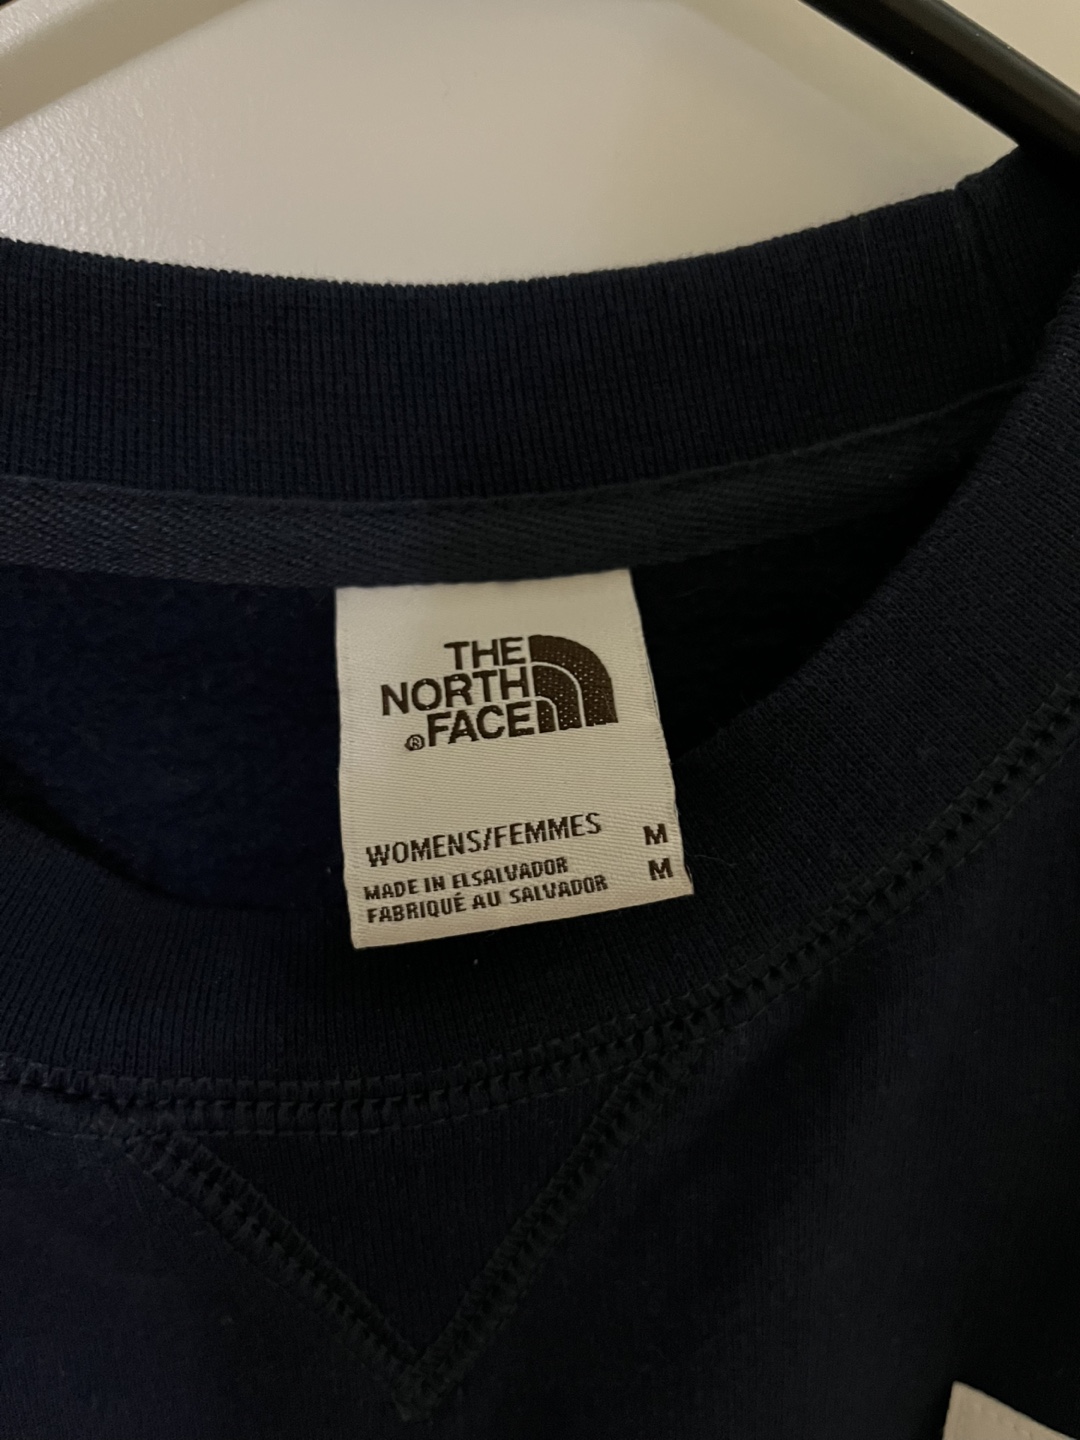 THE
NORTH
®FACE
WOMENS/FEMMES M
MADE IN ELSALVADOR M
FABRIQUÉ AU SALVADOR